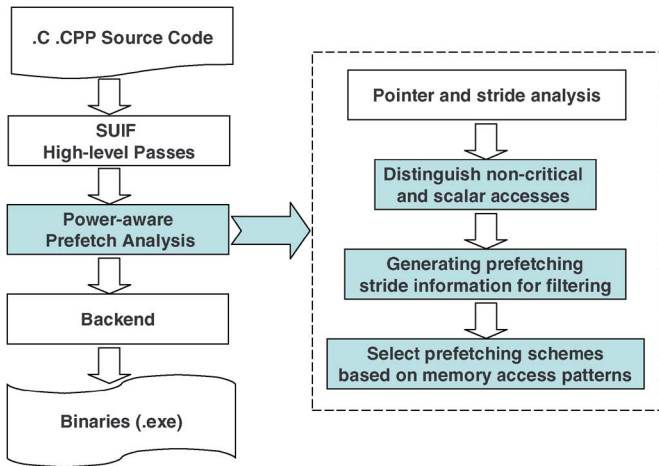 .C .CPP Source Code
SUIF
High-level Passes
Power-aware
Prefetch Analysis
Backend
Binaries (.exe)
Pointer and stride analysis
Distinguish non-critical
and scalar accesses
Generating prefetching
stride information for filtering
Select prefetching schemes
based on memory access patterns